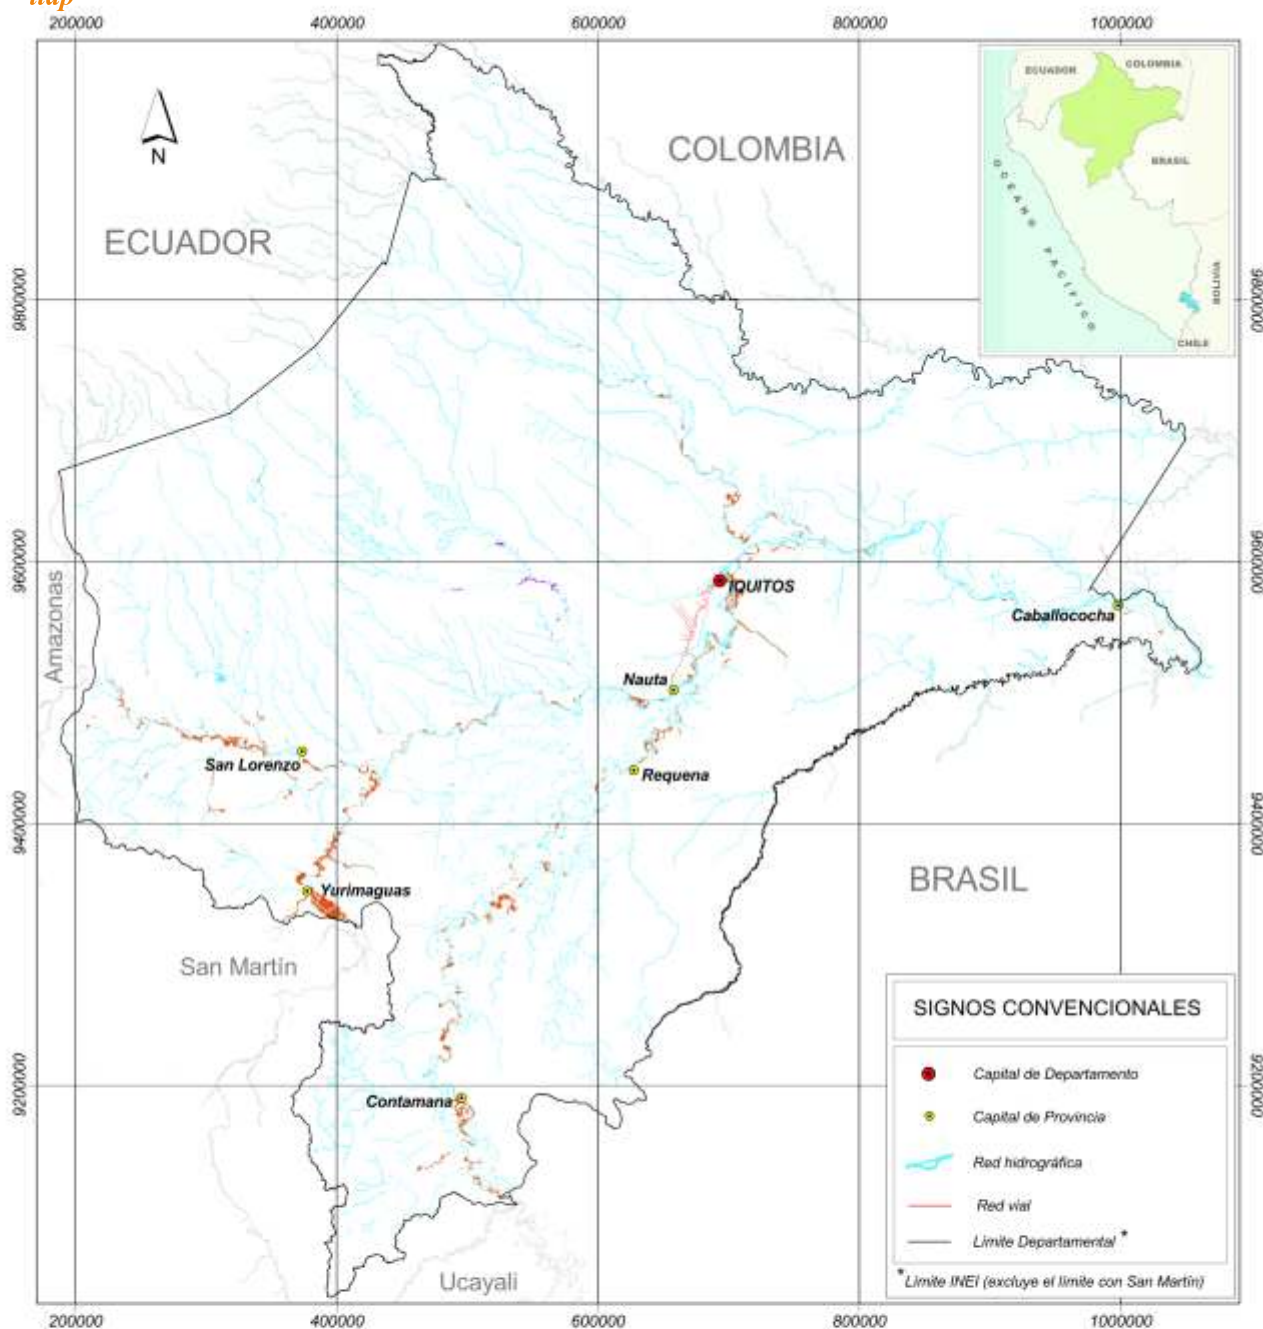 iiap
200000 400000 600000 800000 1000000
N
ECUADOR
COLOMBIA
Amazonas
9800000
9600000
9400000
9200000
9800000
9600000
9400000
9200000
ECUADOR
COLOMBIA
BRASIL
OCEANO PACÍFICO
BOLIVIA
CHILE
IQUITOS
Caballococha
Nauta
San Lorenzo
Requena
Yurimaguas
BRASIL
San Martín
Contamana
Ucayali
SIGNOS CONVENCIONALES
Capital de Departamento
Capital de Provincia
Red hidrográfica
Red vial
Límite Departamental *
* Límite INEI (excluye el límite con San Martín)
200000 400000 600000 800000 1000000